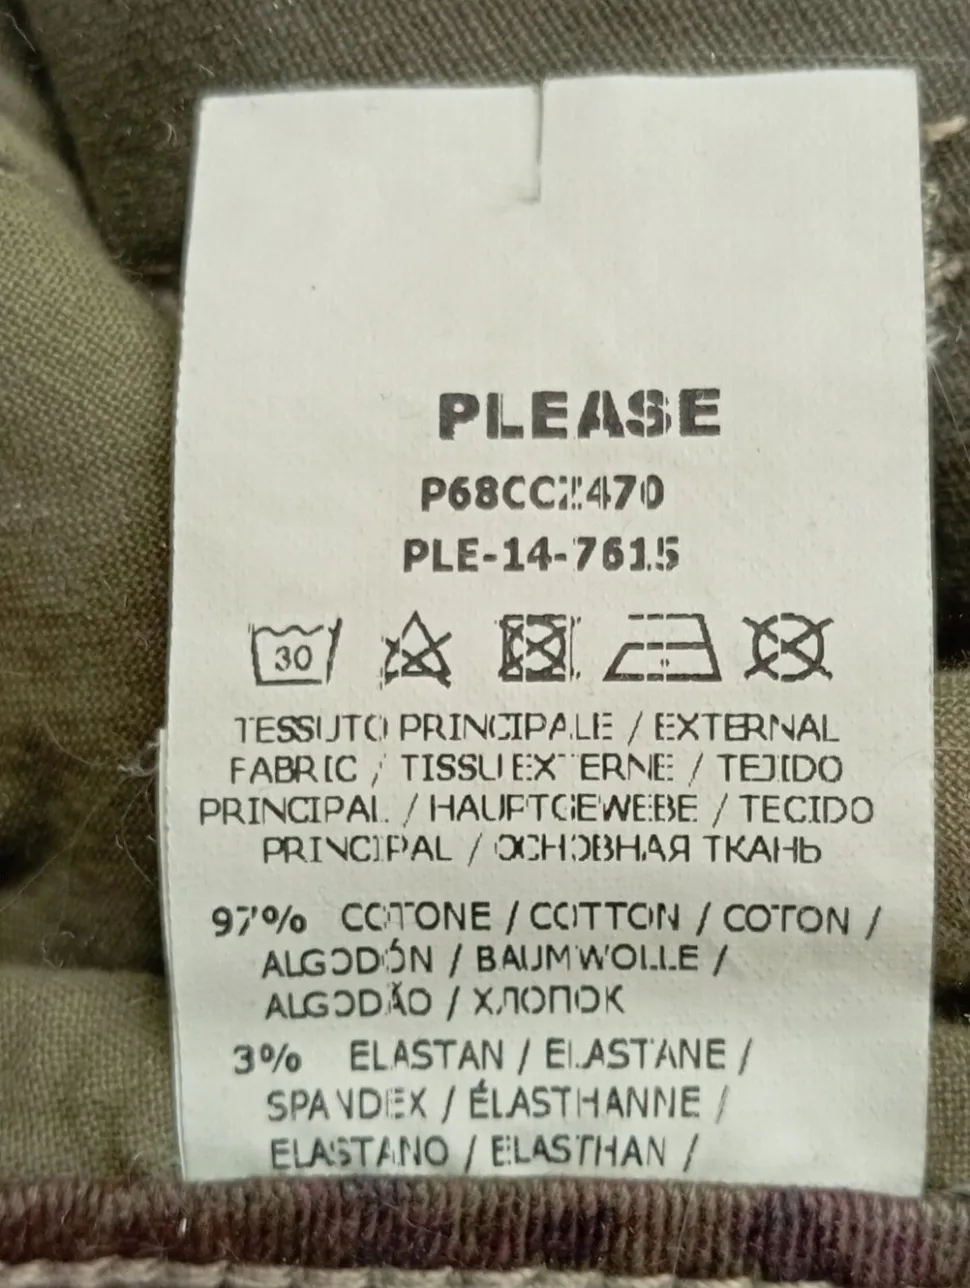 PLEASE
P68CCZ470
PLE-14-7615
30
TESSUTO PRINCIPALE / EXTERNAL
FABRIC / TISSU EXTERNE / TEJIDO
PRINCIPAL / HAUPTGEWEBE / TECIDO
PRINCIPAL / ОСНОВНАЯ ТКАНЬ
97% COTONE / COTTON / COTON /
ALGODÓN / BAUMWOLLE /
ALGODÃO / ХЛОПОК
3% ELASTAN / ELASTANE /
SPANDEX / ÉLASTHANNE /
ELASTANO / ELASTHAN /